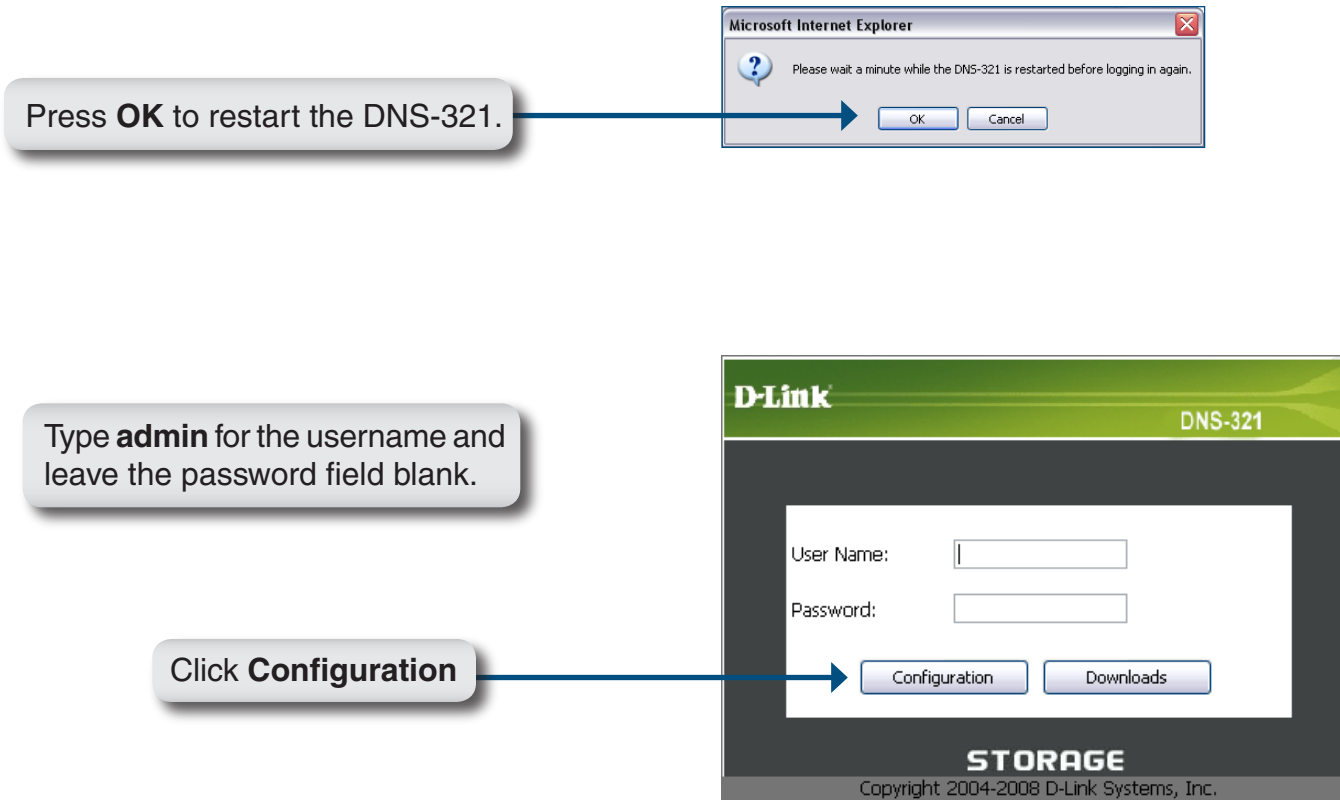 Microsoft Internet Explorer
Please wait a minute while the DNS-321 is restarted before logging in again.
Press OK to restart the DNS-321.
OK
Cancel
D-Link
DNS-321
Type admin for the username and
leave the password field blank.
User Name:
Password:
Click Configuration
Configuration
Downloads
STORAGE
Copyright 2004-2008 D-Link Systems, Inc.